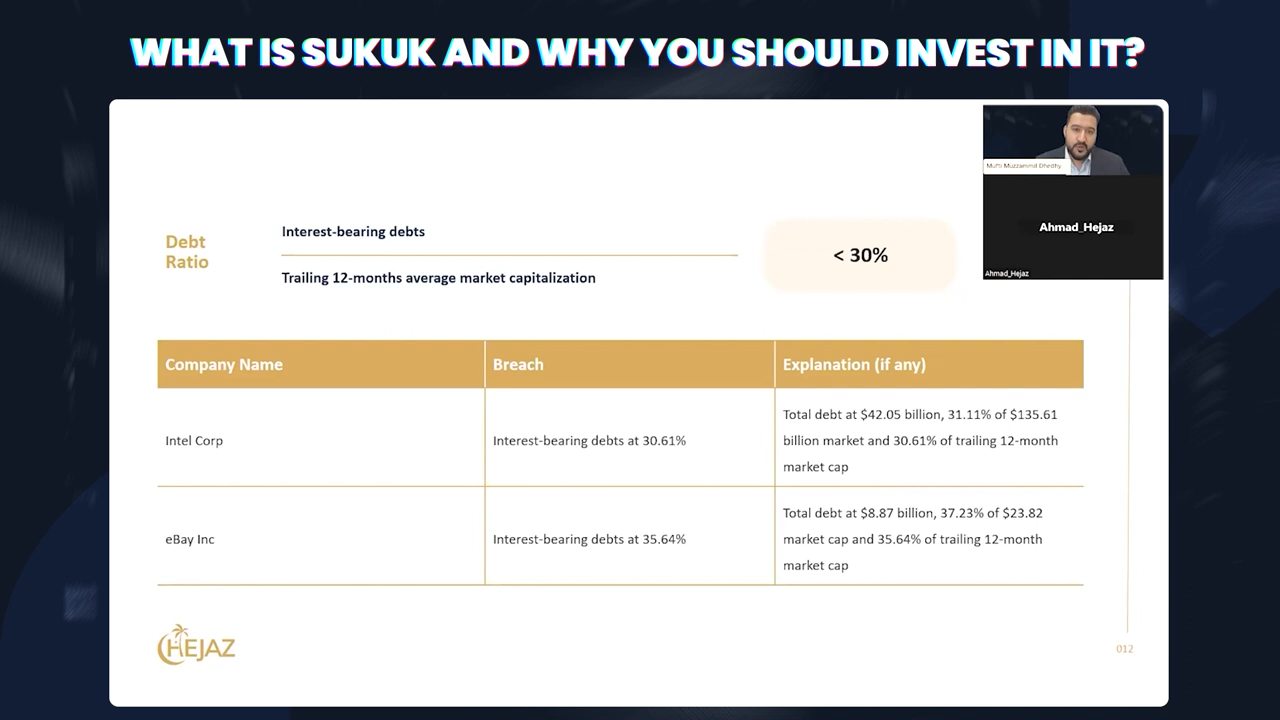 WHAT IS SUKUK AND WHY YOU SHOULD INVEST IN IT?
Mufti Muzzammil Dhedhy
Ahmad_Hejaz
Ahmad_Hejaz
Debt
Ratio
Interest-bearing debts
Trailing 12-months average market capitalization
< 30%
Company Name
Breach
Explanation (if any)
Intel Corp
Interest-bearing debts at 30.61%
Total debt at $42.05 billion, 31.11% of $135.61
billion market and 30.61% of trailing 12-month
market cap
eBay Inc
Interest-bearing debts at 35.64%
Total debt at $8.87 billion, 37.23% of $23.82
market cap and 35.64% of trailing 12-month
market cap
HEJAZ
012